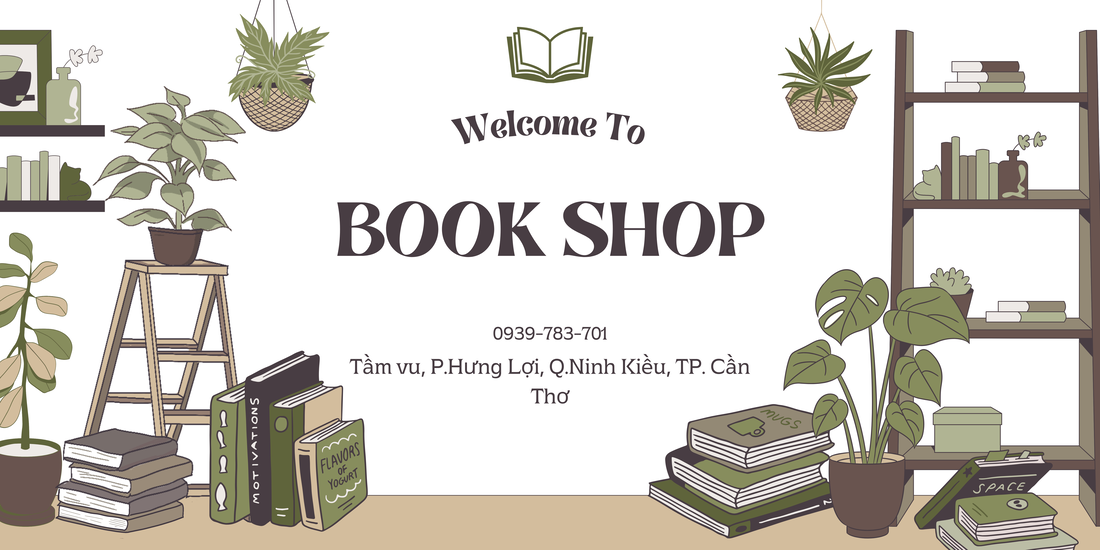 Welcome To
BOOK SHOP
0939-783-701
Tầm vu, P.Hưng Lợi, Q.Ninh Kiều, TP. Cần
Thơ
MOTIVATIONS
FLAVORS
OF
YOGURT
MUGS
SPACE